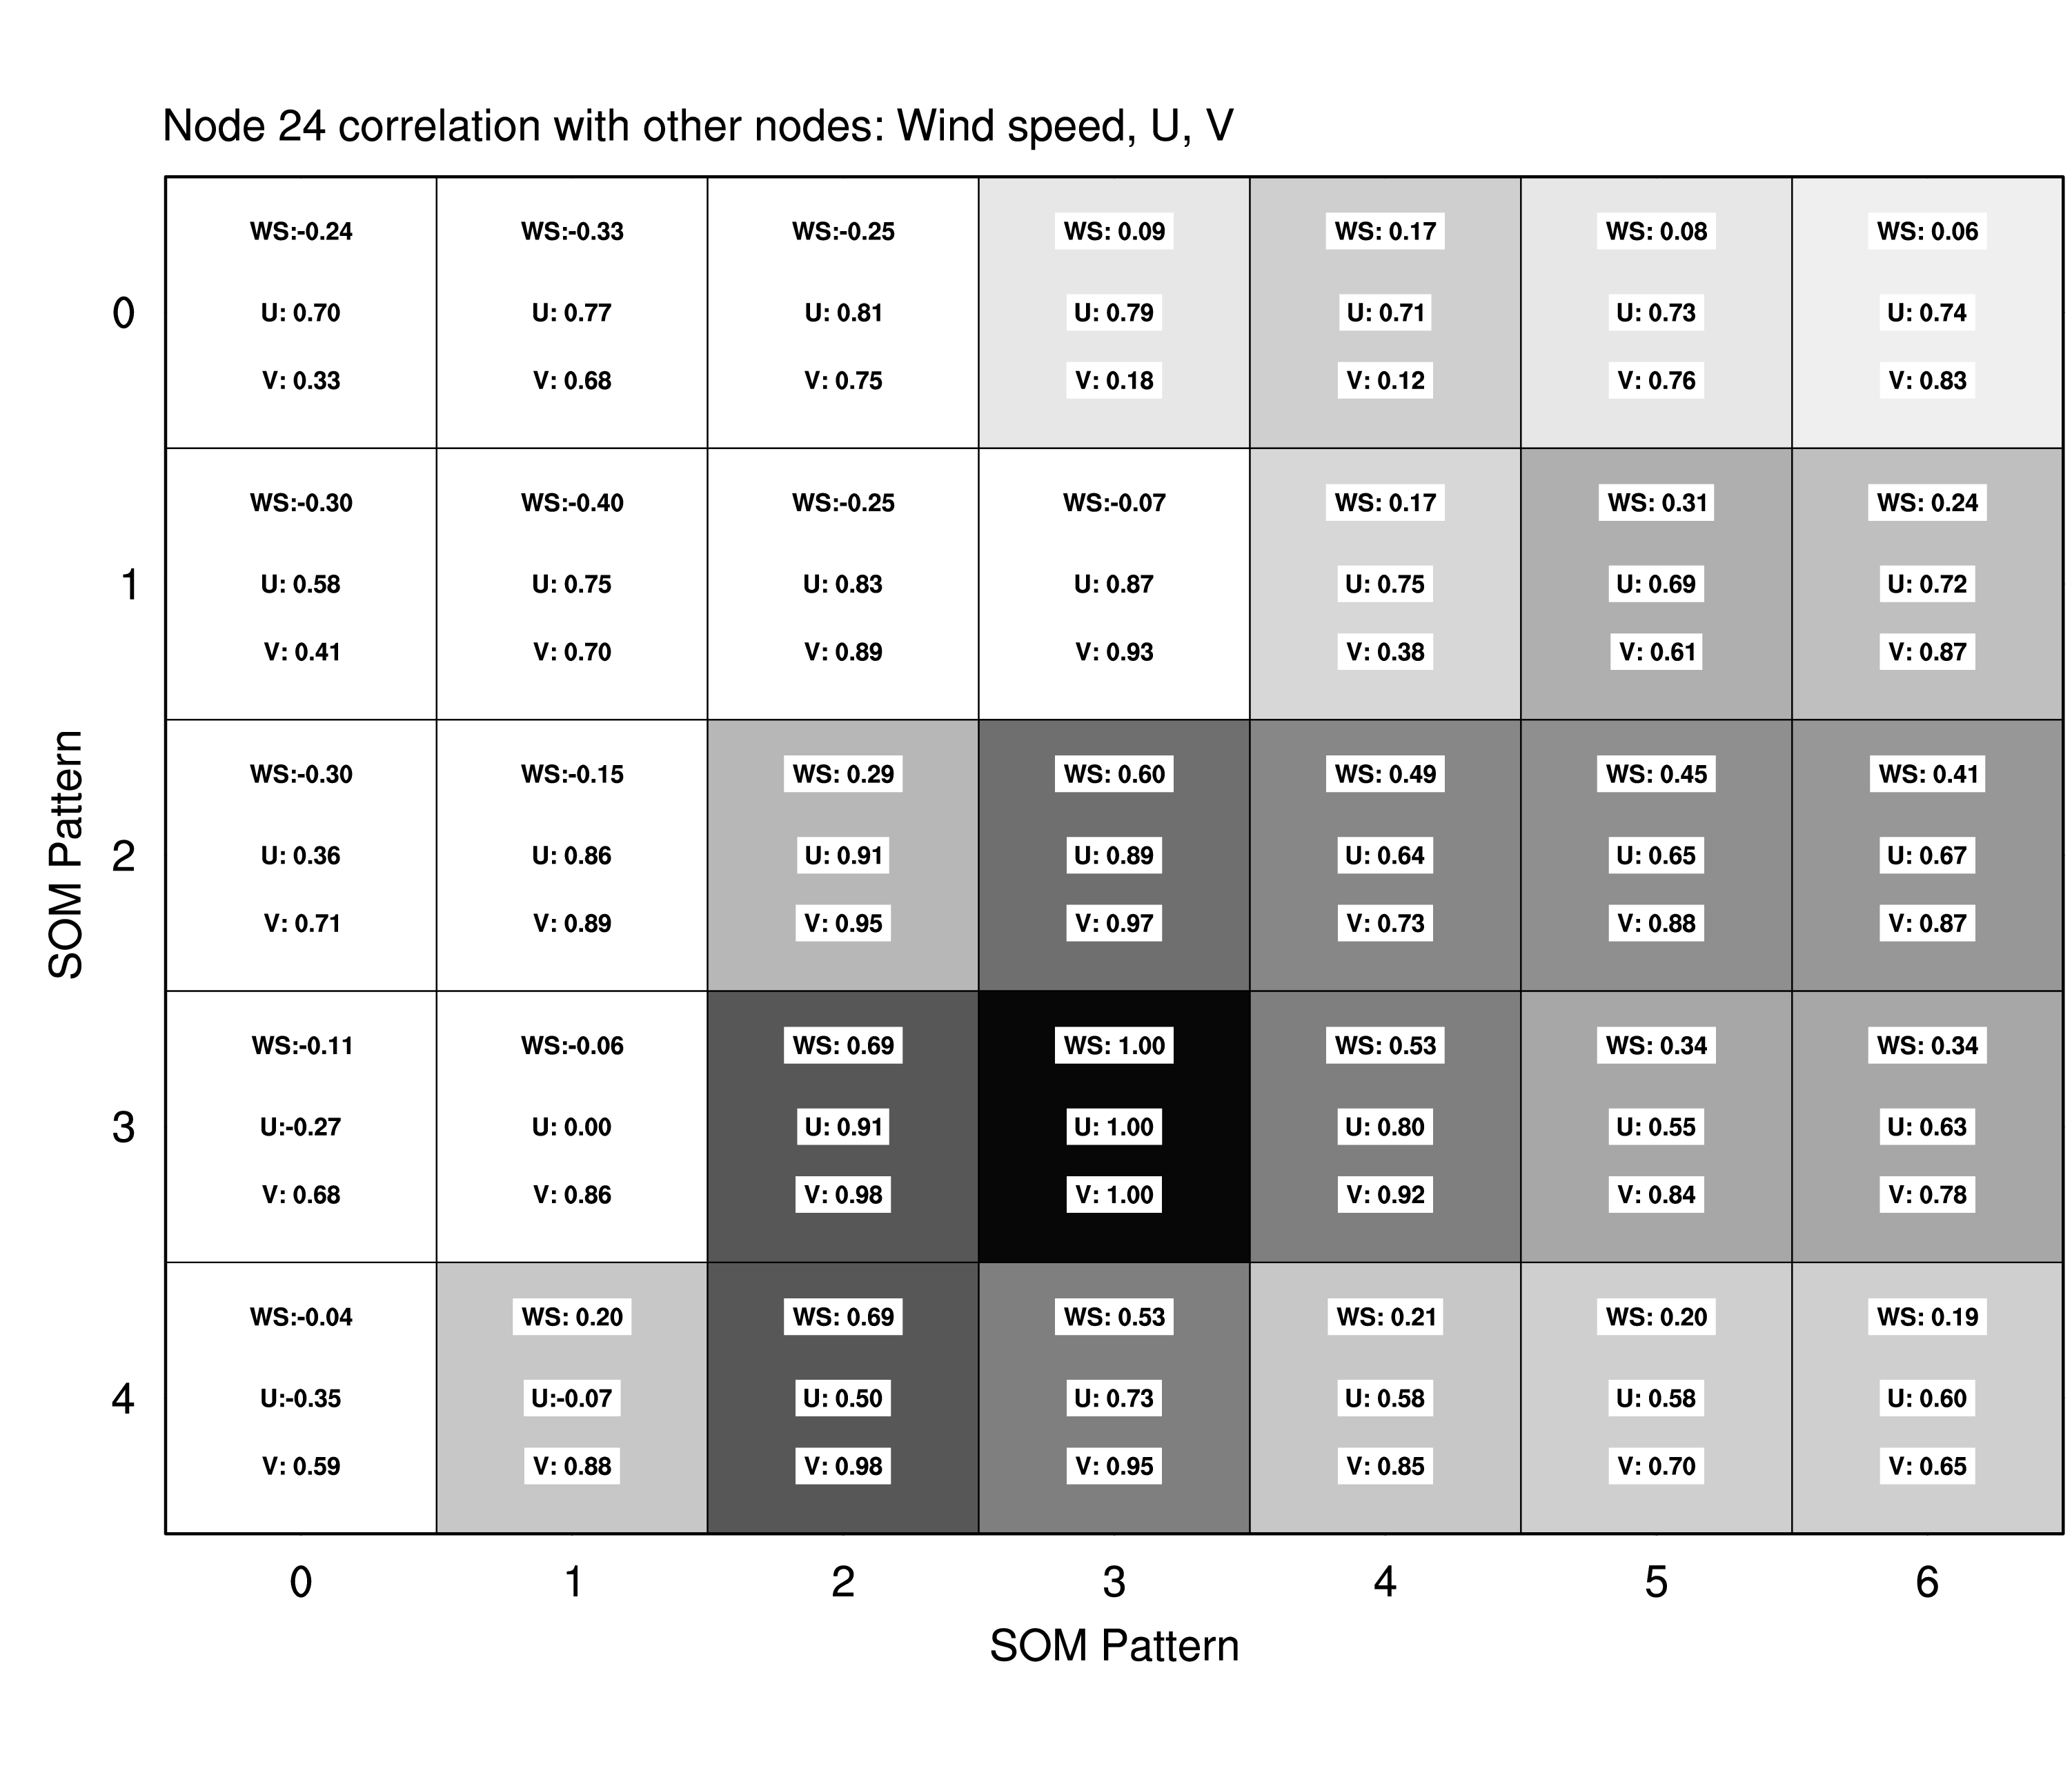 Node 24 correlation with other nodes: Wind speed, U, V
WS:-0.24 WS:-0.33 WS:-0.25 WS: 0.09 WS: 0.17 WS: 0.08 WS: 0.06
0 U: 0.70 U: 0.77 U: 0.81 U: 0.79 U: 0.71 U: 0.73 U: 0.74
V: 0.33 V: 0.68 V: 0.75 V: 0.18 V: 0.12 V: 0.76 V: 0.83
WS:-0.30 WS:-0.40 WS:-0.25 WS:-0.07 WS: 0.17 WS: 0.31 WS: 0.24
1 U: 0.58 U: 0.75 U: 0.83 U: 0.87 U: 0.75 U: 0.69 U: 0.72
V: 0.41 V: 0.70 V: 0.89 V: 0.93 V: 0.38 V: 0.61 V: 0.87
WS:-0.30 WS:-0.15 WS: 0.29 WS: 0.60 WS: 0.49 WS: 0.45 WS: 0.41
SOM Pattern
2 U: 0.36 U: 0.86 U: 0.91 U: 0.89 U: 0.64 U: 0.65 U: 0.67
V: 0.71 V: 0.89 V: 0.95 V: 0.97 V: 0.73 V: 0.88 V: 0.87
WS:-0.11 WS:-0.06 WS: 0.69 WS: 1.00 WS: 0.53 WS: 0.34 WS: 0.34
3 U:-0.27 U: 0.00 U: 0.91 U: 1.00 U: 0.80 U: 0.55 U: 0.63
V: 0.68 V: 0.86 V: 0.98 V: 1.00 V: 0.92 V: 0.84 V: 0.78
WS:-0.04 WS: 0.20 WS: 0.69 WS: 0.53 WS: 0.21 WS: 0.20 WS: 0.19
4 U:-0.35 U:-0.07 U: 0.50 U: 0.73 U: 0.58 U: 0.58 U: 0.60
V: 0.59 V: 0.88 V: 0.98 V: 0.95 V: 0.85 V: 0.70 V: 0.65
0 1 2 3 4 5 6
SOM Pattern